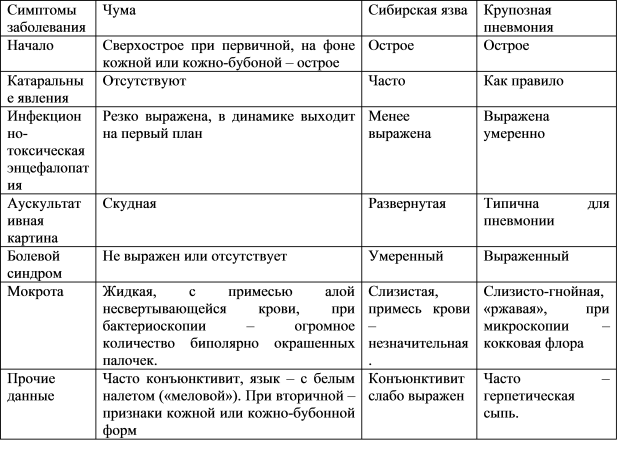 Симптомы заболевания
Чума
Сибирская язва
Крупозная пневмония
Начало
Сверхострое при первичной, на фоне
кожной или кожно-бубоной – острое
Острое
Острое
Катаральны
е явления
Отсутствуют
Часто
Как правило
Инфекцион
но-
токсическая
энцефалопат
ия
Резко выражена, в динамике выходит
на первый план
Менее
выражена
Выражена
умеренно
Аускультат
ивная
картина
Скудная
Развернутая
Типична для
пневмонии
Болевой
синдром
Не выражен или отсутствует
Умеренный
Выраженный
Мокрота
Жидкая, с примесью алой
несвертывающейся крови, при
бактериоскопии – огромное
количество биполярно окрашенных
палочек.
Слизистая,
примесь крови
–
незначительная
.
Слизисто-гнойная,
«ржавая», при
микроскопии –
кокковая флора
Прочие
данные
Часто конъюнктивит, язык – с белым
налетом («меловой»). При вторичной –
признаки кожной или кожно-бубонной
форм
Конъюнктивит
слабо выражен
Часто –
герпетическая
сыпь.